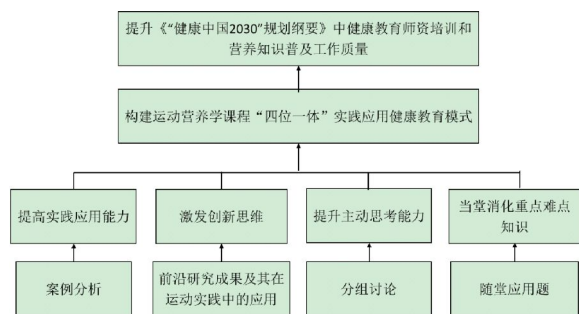 提升《“健康中国2030”规划纲要》中健康教育师资培训和
营养知识普及工作质量
构建运动营养学课程“四位一体”实践应用健康教育模式
提高实践应用能力
激发创新思维
提升主动思考能力
当堂消化重点难点
知识
案例分析
前沿研究成果及其在
运动实践中的应用
分组讨论
随堂应用题